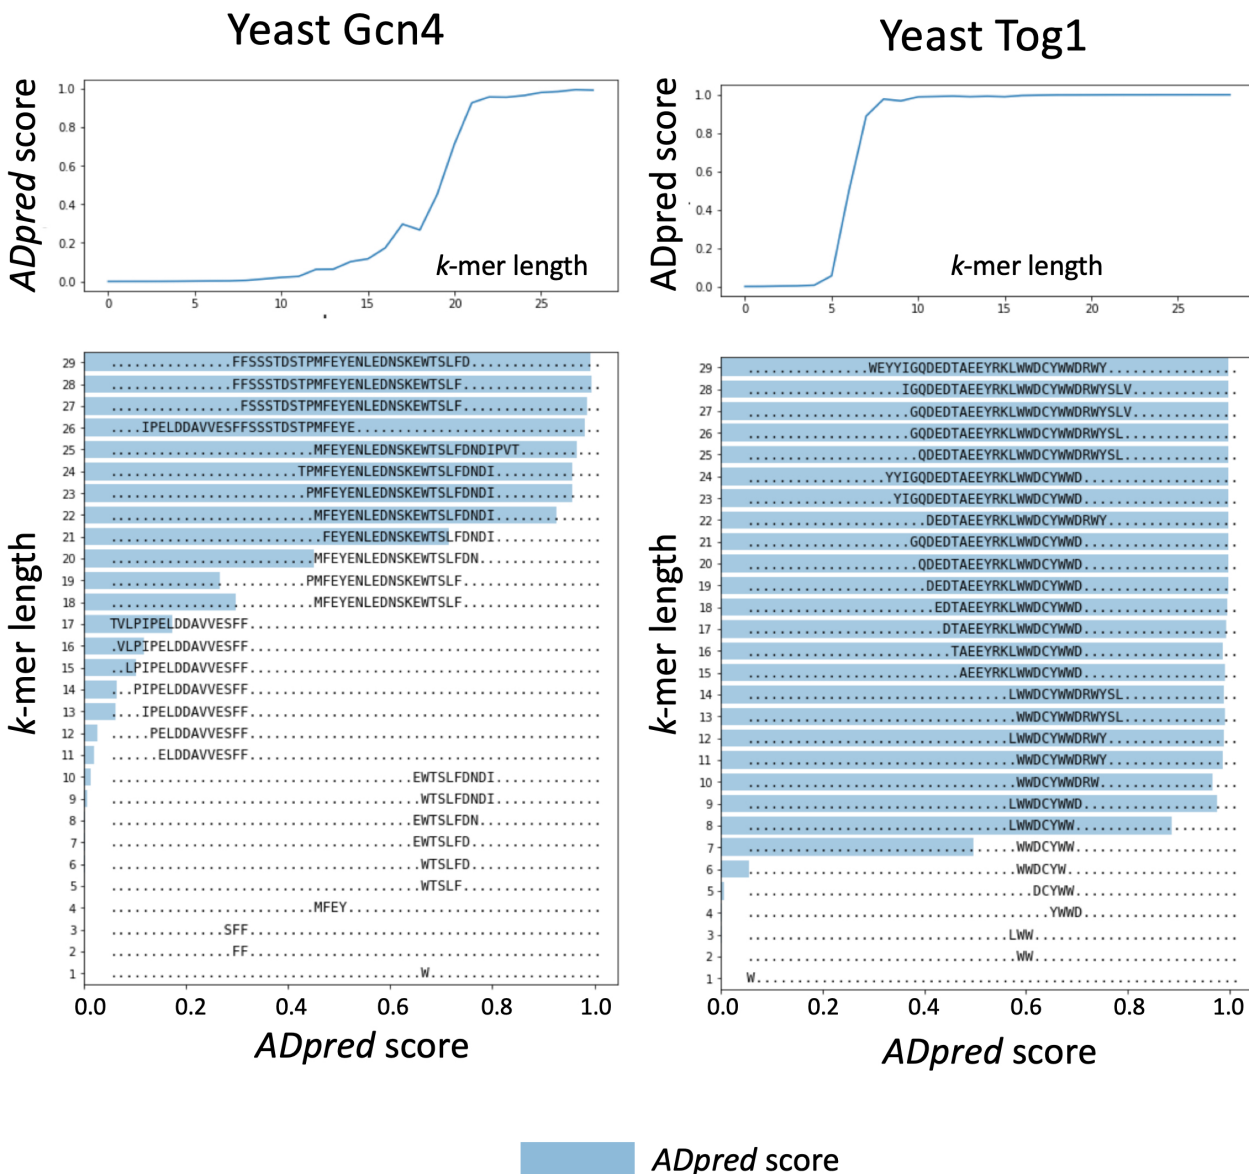 Yeast Gcn4
ADpred score
1.0
0.8
0.6
0.4
0.2
0.0
k-mer length
0 5 10 15 20 25
k-mer length
29 ...............FFSSSTDSTPMFEYENLEDNSKEWTSLFD................
28 ...............FFSSSTDSTPMFEYENLEDNSKEWTSLF.................
27 ................FSSSTDSTPMFEYENLEDNSKEWTSLF.................
26 ....IPELDDAVVESFFSSSTDSTPMFEYE..............................
25 .........................MFEYENLEDNSKEWTSLFDNDIPVT..........
24 .......................TPMFEYENLEDNSKEWTSLFDNDI.............
23 ........................PMFEYENLEDNSKEWTSLFDNDI.............
22 .........................MFEYENLEDNSKEWTSLFDNDI.............
21 ..........................FEYENLEDNSKEWTSLFDNDI.............
20 .........................MFEYENLEDNSKEWTSLFDN...............
19 ........................PMFEYENLEDNSKEWTSLF.................
18 .........................MFEYENLEDNSKEWTSLF.................
17 TVLPIPELDDAVVESFF...........................................
16 .VLPIPELDDAVVESFF...........................................
15 ..LPIPELDDAVVESFF...........................................
14 ...PIPELDDAVVESFF...........................................
13 ....IPELDDAVVESFF...........................................
12 .....PELDDAVVESFF...........................................
11 ......ELDDAVVESFF...........................................
10 .....................................EWTSLFDNDI.............
9 ......................................WTSLFDNDI.............
8 .....................................EWTSLFDN...............
7 .....................................EWTSLFD................
6 ......................................WTSLFD................
5 ......................................WTSLF.................
4 .........................MFEY...............................
3 ..............SFF...........................................
2 ...............FF...........................................
1 ......................................W.....................
0.0 0.2 0.4 0.6 0.8 1.0
ADpred score
Yeast Tog1
ADpred score
1.0
0.8
0.6
0.4
0.2
0.0
k-mer length
0 5 10 15 20 25
k-mer length
29 ...............WEYYIGQDEDTAEEYRKLWWDCYWWDRWY................
28 ...................IGQDEDTAEEYRKLWWDCYWWDRWYSLV.............
27 ....................GQDEDTAEEYRKLWWDCYWWDRWYSLV.............
26 ....................GQDEDTAEEYRKLWWDCYWWDRWYSL..............
25 .....................QDEDTAEEYRKLWWDCYWWDRWYSL..............
24 .................YYIGQDEDTAEEYRKLWWDCYWWD...................
23 ..................YIGQDEDTAEEYRKLWWDCYWWD...................
22 ......................DEDTAEEYRKLWWDCYWWDRWY................
21 ....................GQDEDTAEEYRKLWWDCYWWD...................
20 .....................QDEDTAEEYRKLWWDCYWWD...................
19 ......................DEDTAEEYRKLWWDCYWWD...................
18 .......................EDTAEEYRKLWWDCYWWD...................
17 ........................DTAEEYRKLWWDCYWWD...................
16 .........................TAEEYRKLWWDCYWWD...................
15 ..........................AEEYRKLWWDCYWWD...................
14 ................................LWWDCYWWDRWYSL..............
13 .................................WWDCYWWDRWYSL..............
12 ................................LWWDCYWWDRWY................
11 .................................WWDCYWWDRWY................
10 .................................WWDCYWWDRW.................
9 ................................LWWDCYWWD...................
8 ................................LWWDCYWW....................
7 .................................WWDCYWW....................
6 .................................WWDCYW.....................
5 ...................................DCYWW....................
4 .....................................YWWD...................
3 ................................LWW.........................
2 .................................WW.........................
1 W...........................................................
0.0 0.2 0.4 0.6 0.8 1.0
ADpred score
ADpred score